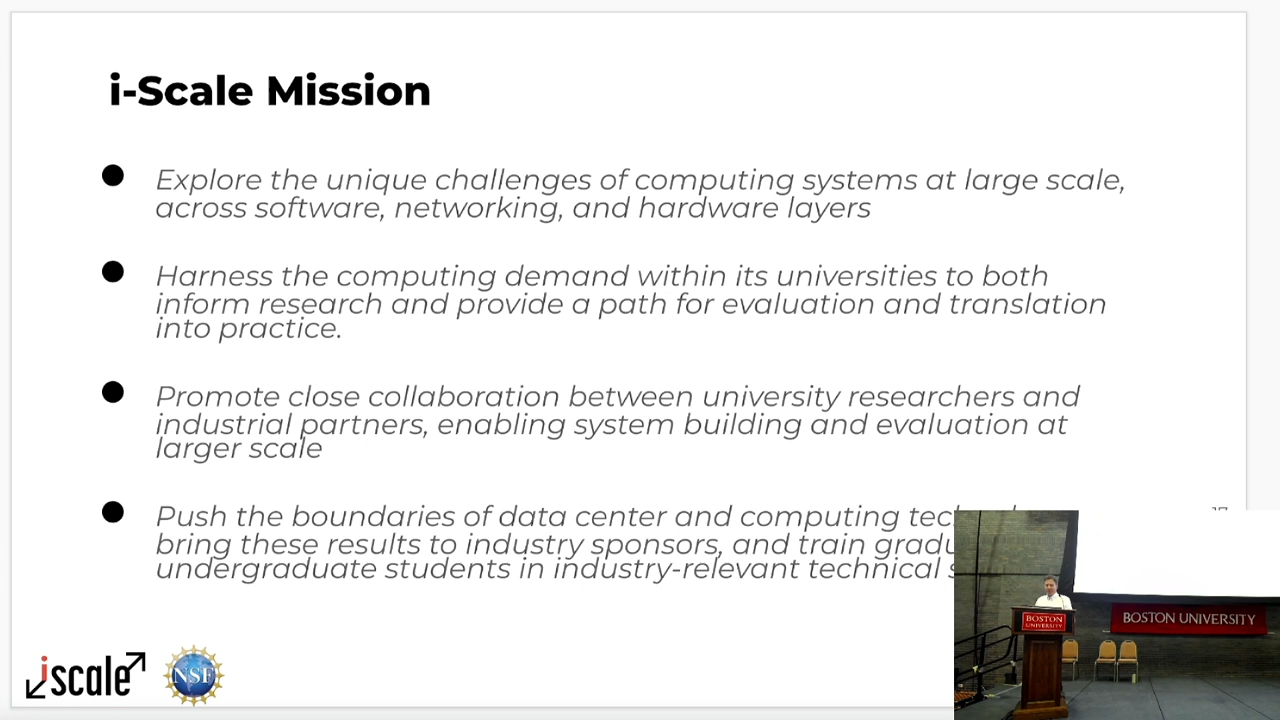 i-Scale Mission
Explore the unique challenges of computing systems at large scale,
across software, networking, and hardware layers
Harness the computing demand within its universities to both
inform research and provide a path for evaluation and translation
into practice.
Promote close collaboration between university researchers and
industrial partners, enabling system building and evaluation at
larger scale
Push the boundaries of data center and computing
bring these results to industry sponsors, and train
undergraduate students in industry-relevant technical
iscale
NSF
BOSTON
UNIVERSITY
BOSTON UNIVERSITY